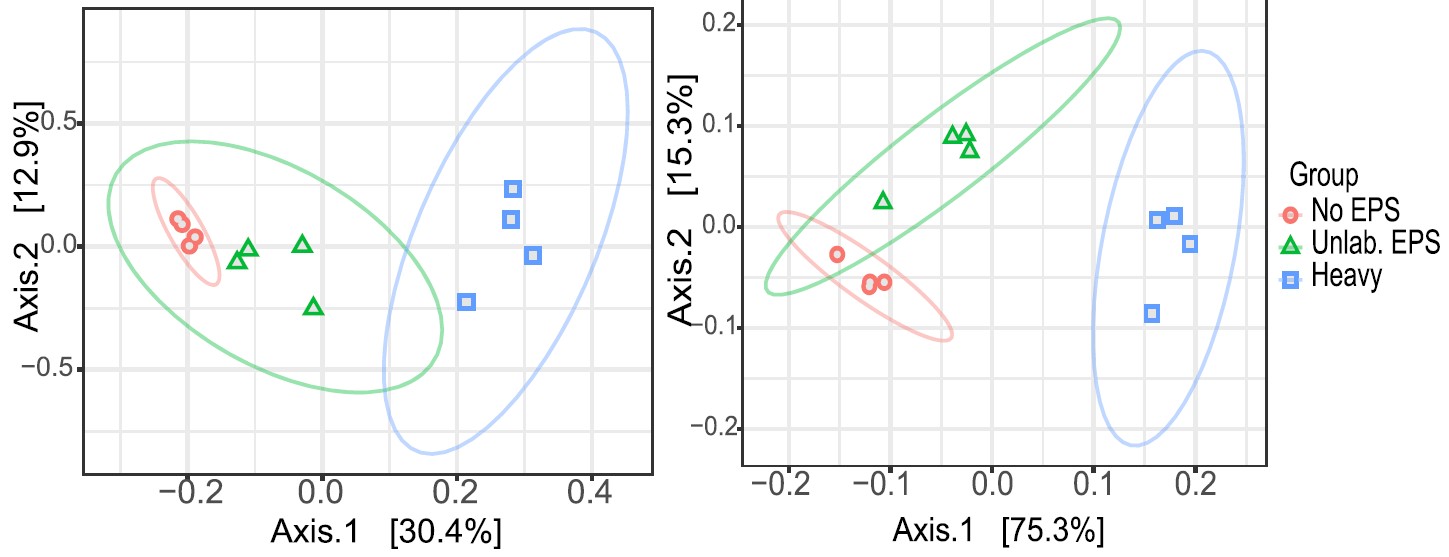 Axis.2 [12.9%]
0.5
0.0
−0.5
−0.2 0.0 0.2 0.4
Axis.1 [30.4%]
Axis.2 [15.3%]
0.2
0.1
0.0
−0.1
−0.2
−0.2 −0.1 0.0 0.1 0.2
Axis.1 [75.3%]
Group
No EPS
Unlab. EPS
Heavy